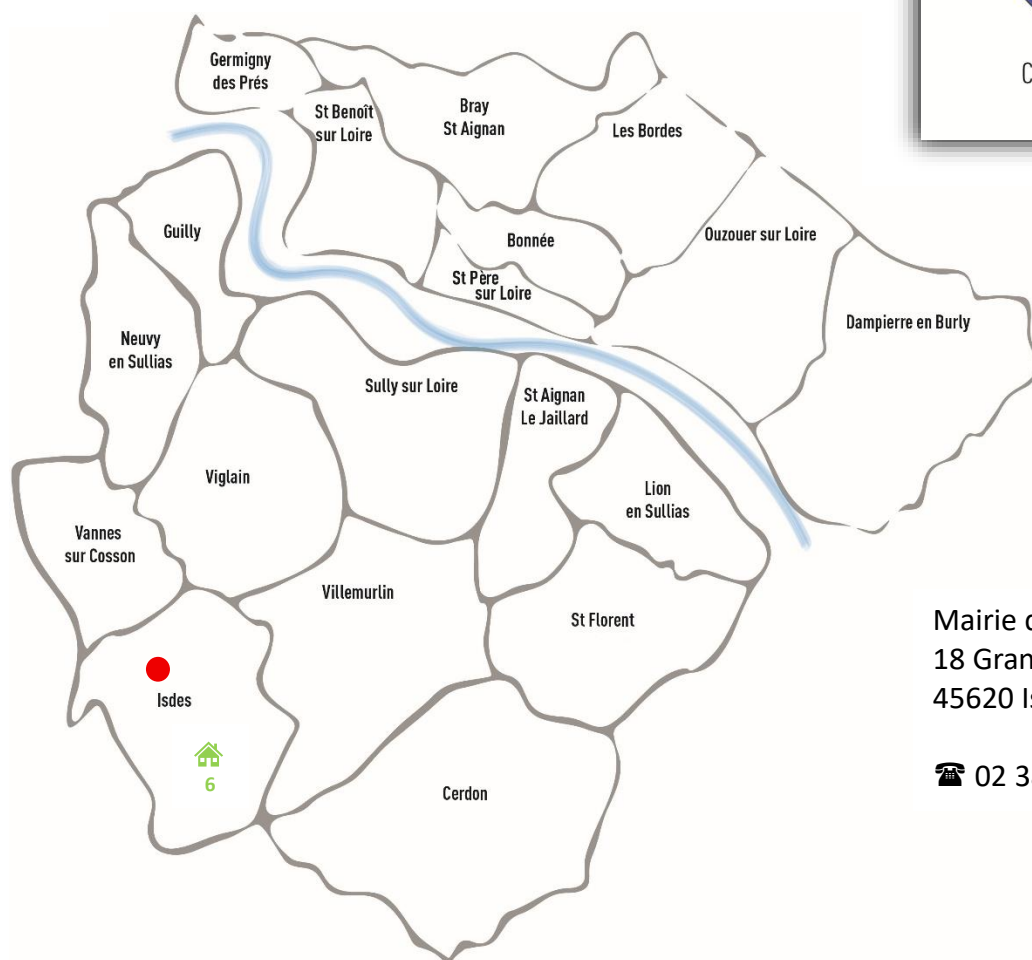 C
Germigny
des Prés
St Benoît
sur Loire
Bray
St Aignan
Les Bordes
Guilly
Bonnée
Ouzouer sur Loire
St Père
sur Loire
Dampierre en Burly
Neuvy
en Sullias
Sully sur Loire
St Aignan
Le Jaillard
Viglain
Lion
en Sullias
Vannes
sur Cosson
Villemurlin
St Florent
Isdes
6
Cerdon
Mairie
18
45620
02